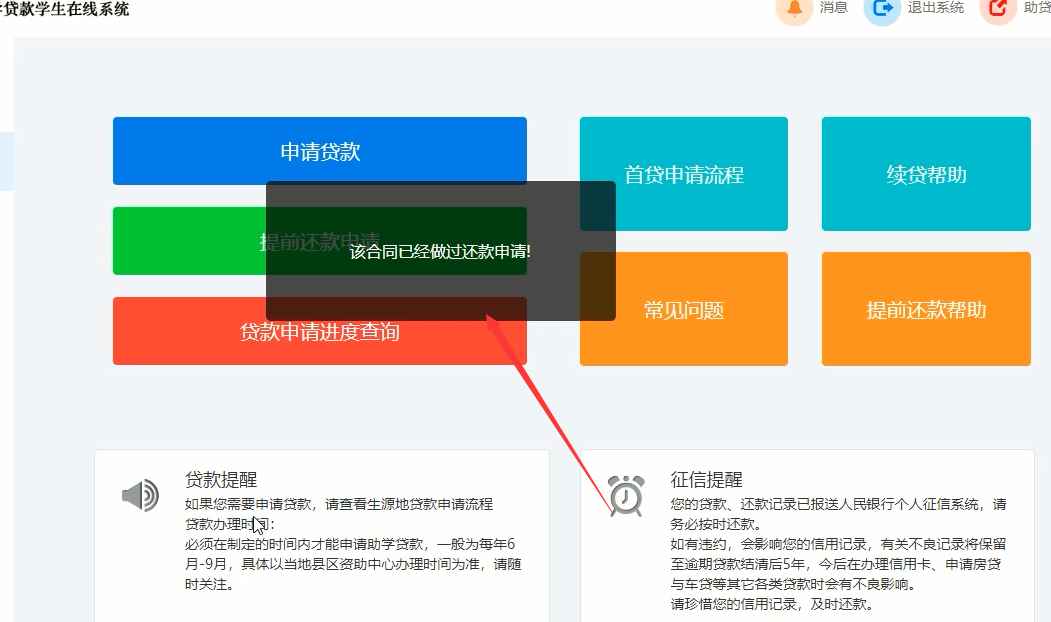 贷款学生在线系统
消息
退出系统
助贷
申请贷款
提前还款申请
贷款申请进度查询
首贷申请流程
续贷帮助
常见问题
提前还款帮助
该合同已经做过还款申请!
贷款提醒
如果您需要申请贷款，请查看生源地贷款申请流程
贷款办理时间：
必须在制定的时间内才能申请助学贷款，一般为每年6
月-9月，具体以当地县区资助中心办理时间为准，请随
时关注。
征信提醒
您的贷款、还款记录已报送人民银行个人征信系统，请
务必按时还款。
如有违约，会影响您的信用记录，有关不良记录将保留
至逾期贷款结清后5年，今后在办理信用卡、申请房贷
与车贷等其它各类贷款时会有不良影响。
请珍惜您的信用记录，及时还款。